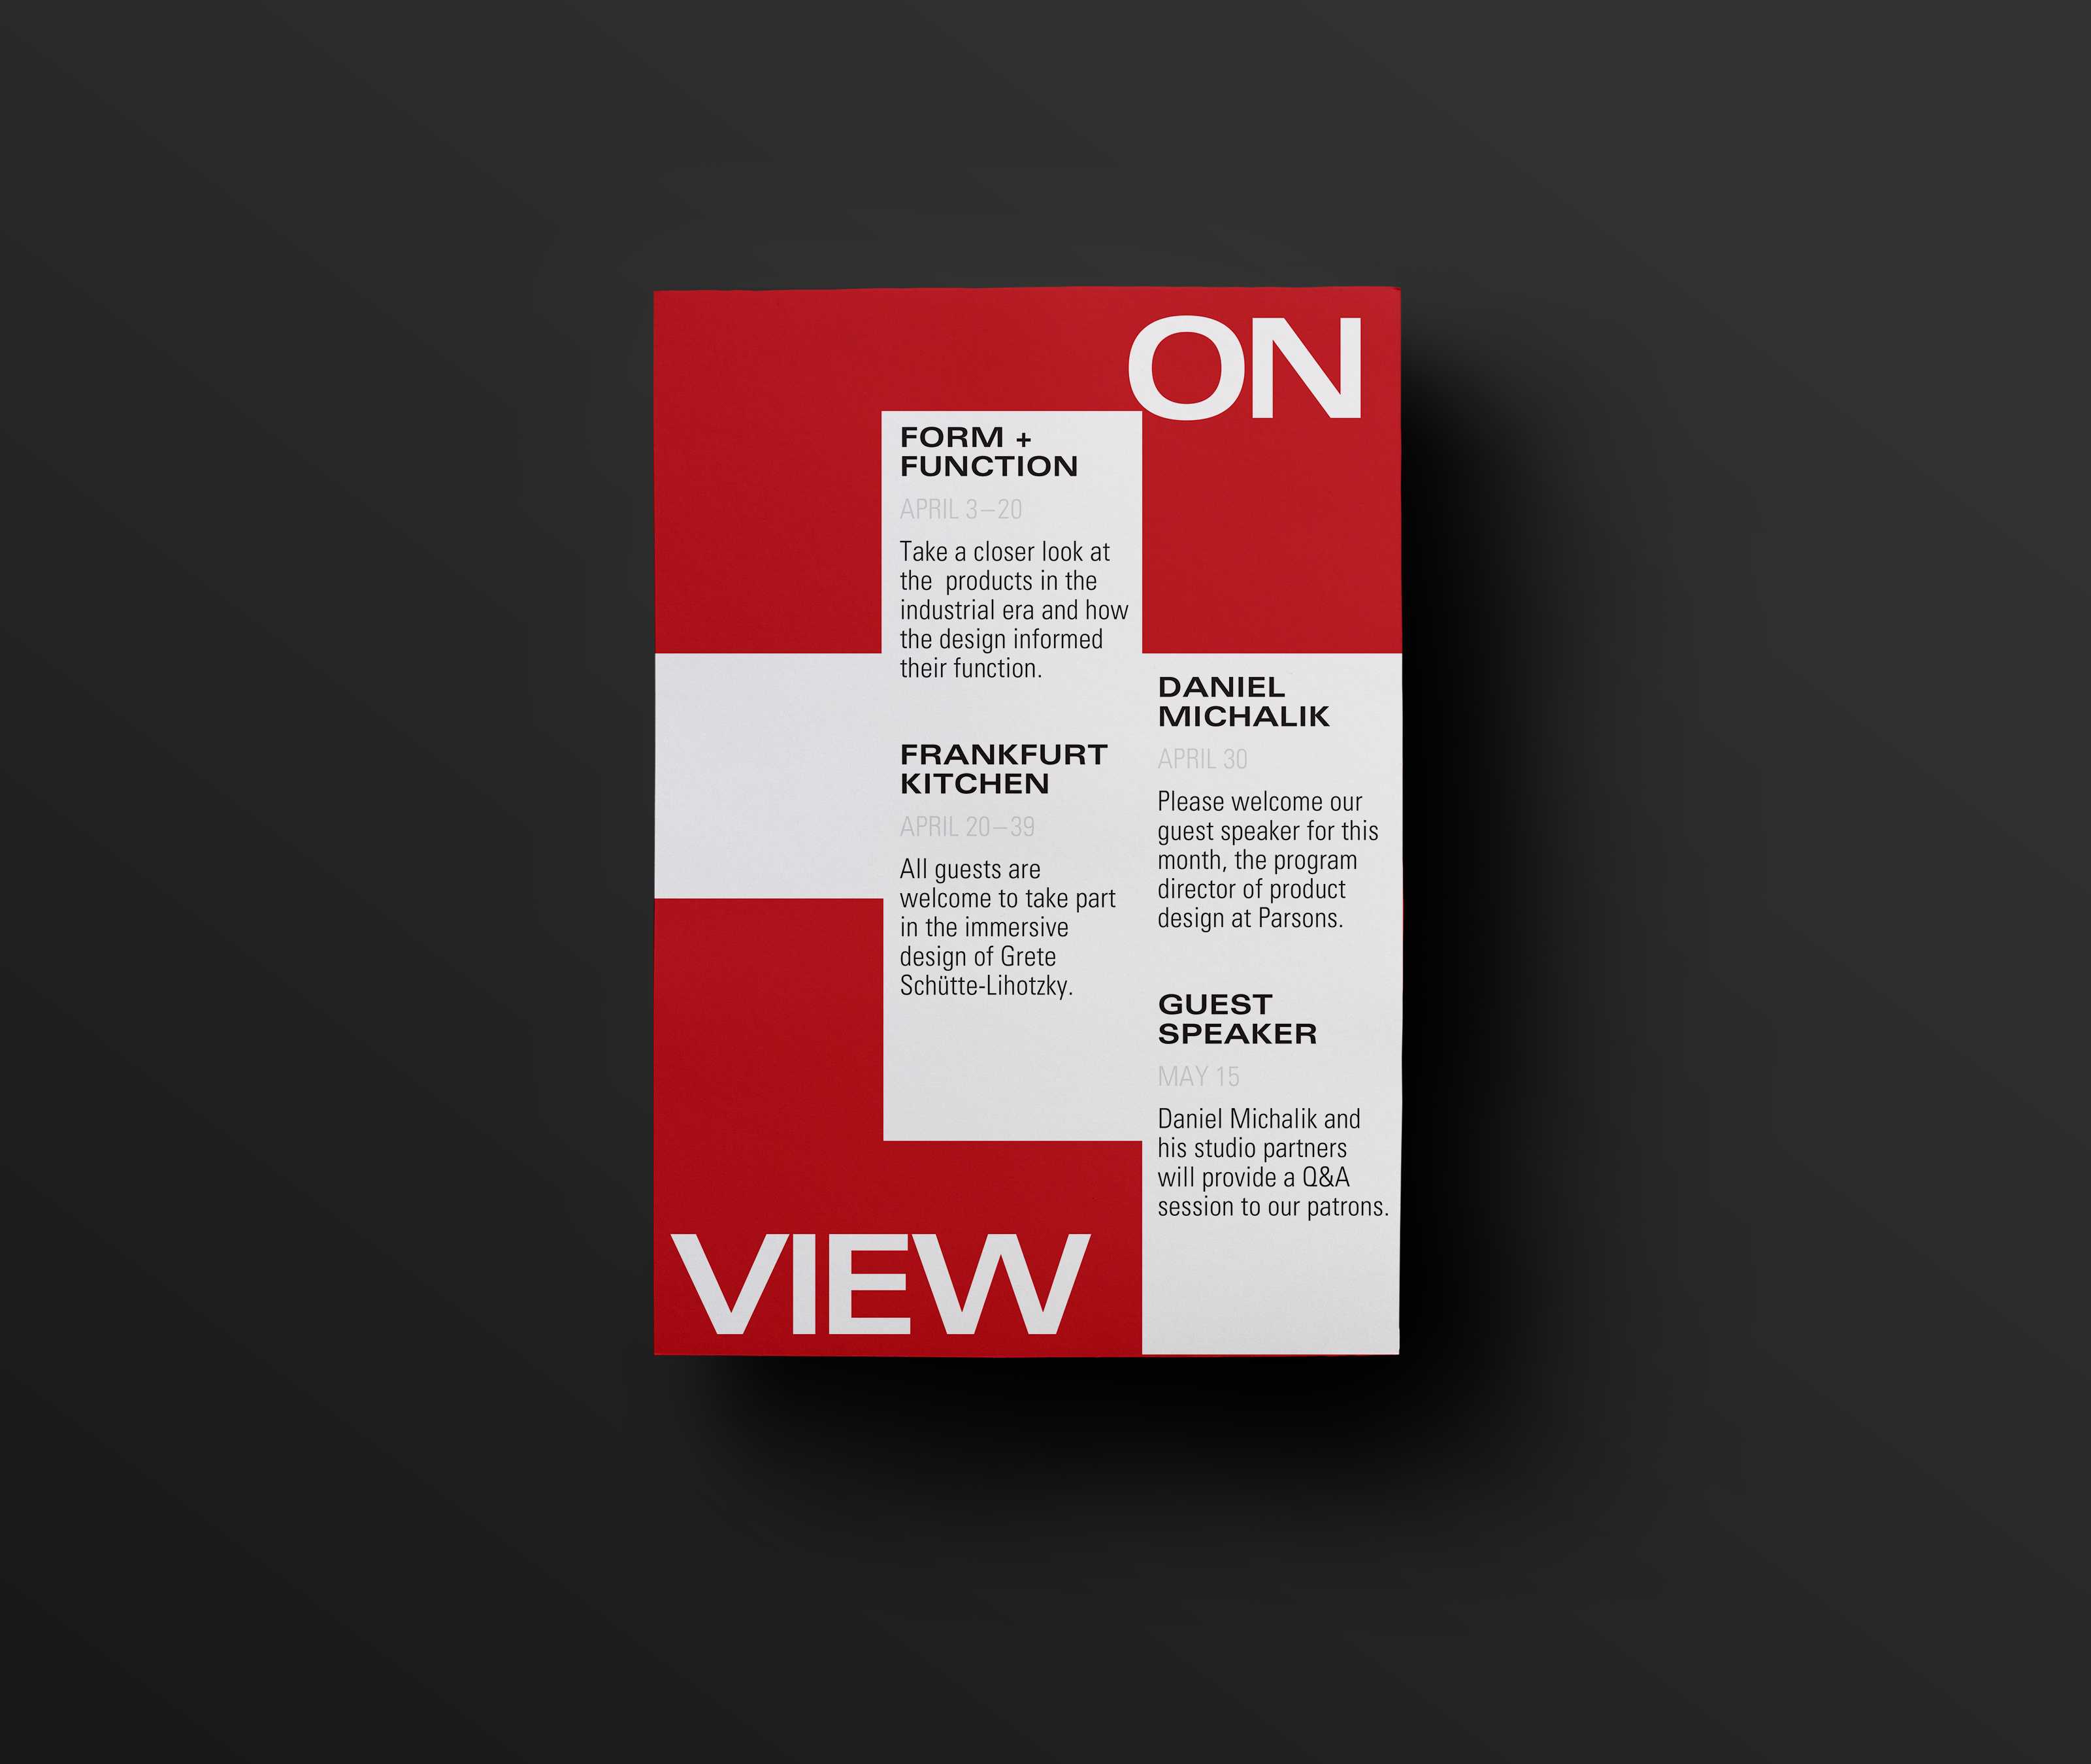 ON
FORM +
FUNCTION
APRIL 3–20
Take a closer look at
the  products in the
industrial era and how
the design informed
their function.
FRANKFURT
KITCHEN
APRIL 20–39
All guests are
welcome to take part
in the immersive
design of Grete
Schütte-Lihotzky.
DANIEL
MICHALIK
APRIL 30
Please welcome our
guest speaker for this
month, the program
director of product
design at Parsons.
GUEST
SPEAKER
MAY 15
Daniel Michalik and
his studio partners
will provide a Q&A
session to our patrons.
VIEW